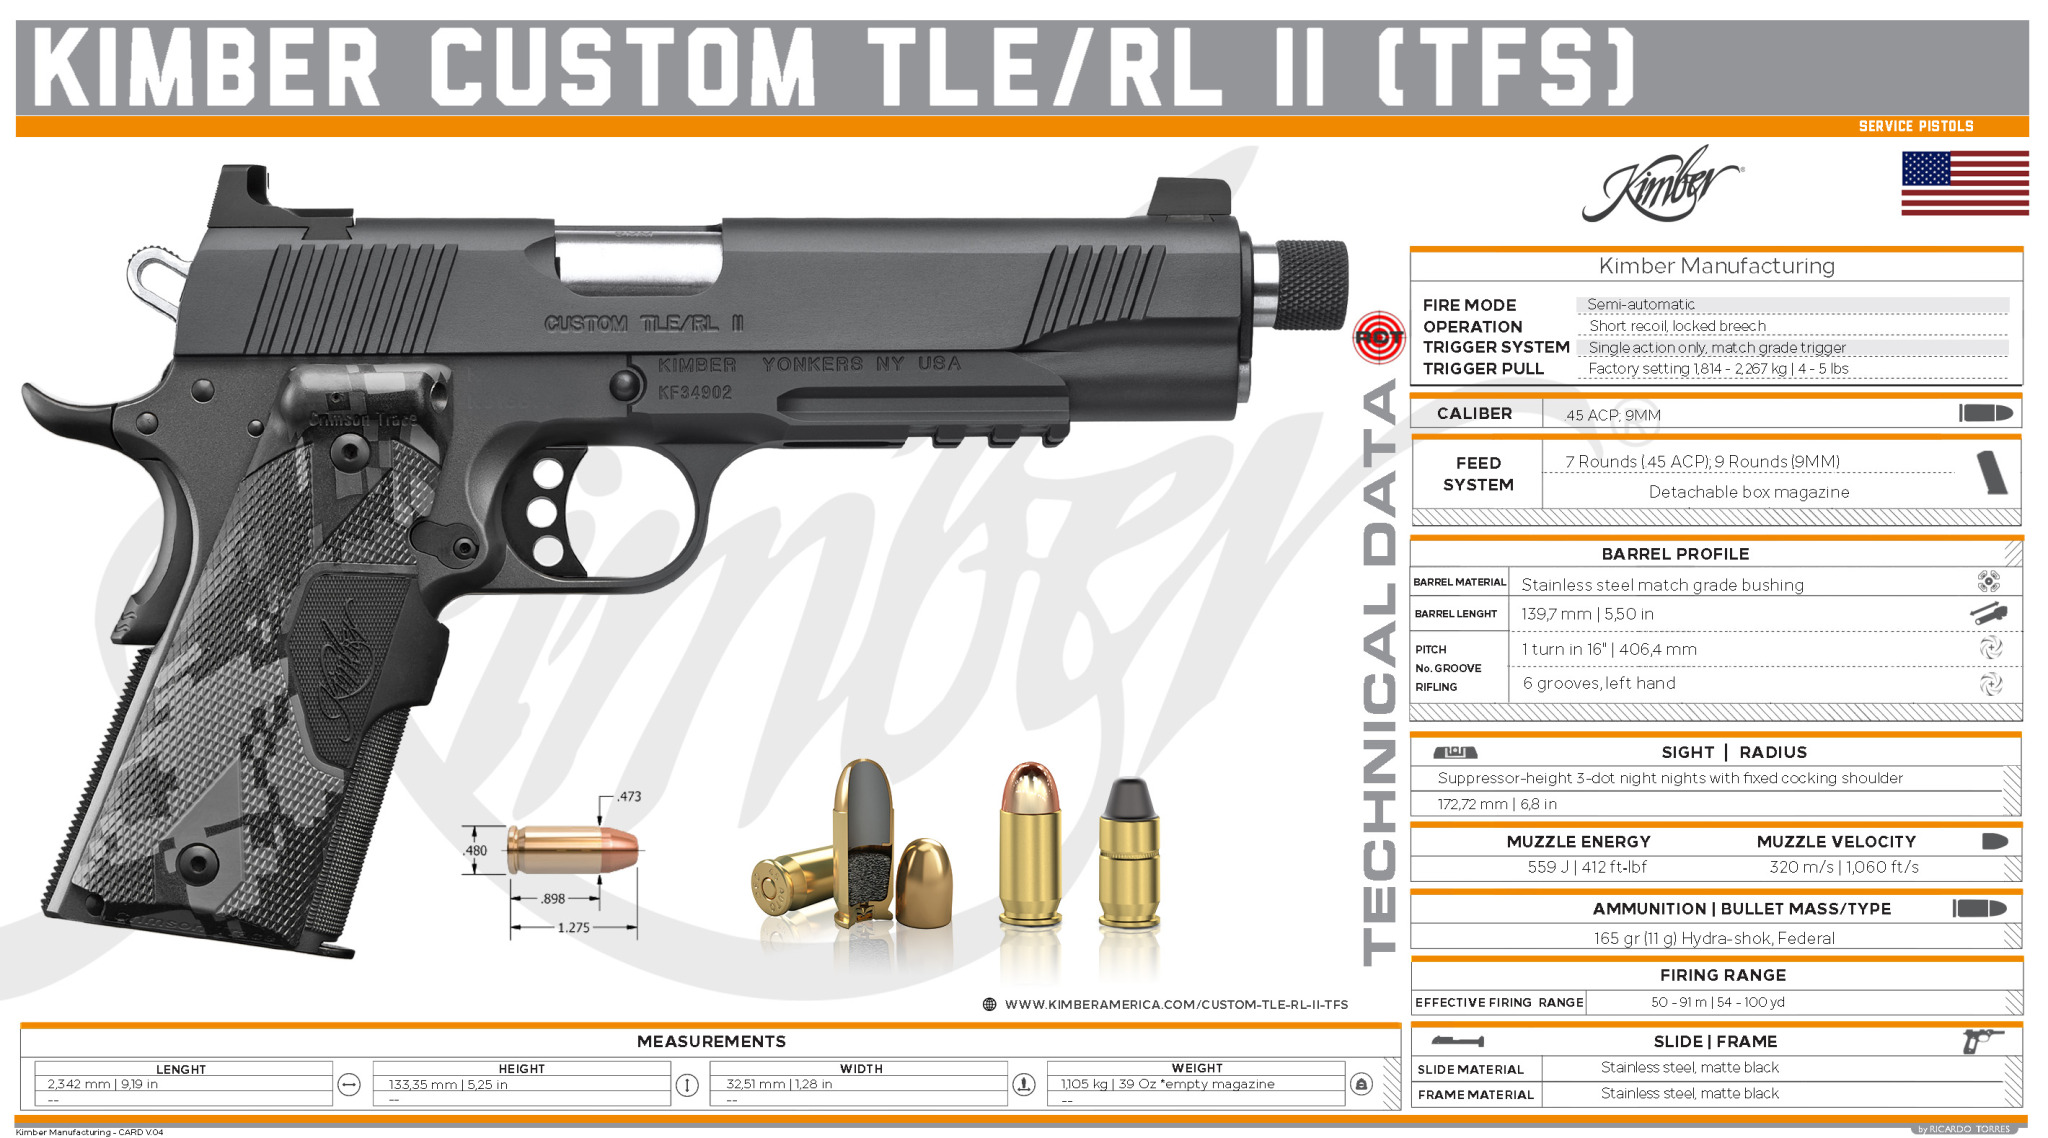 KIMBER CUSTOM TLE/RL II (TFS)
SERVICE PISTOLS
Kimber®
CUSTOM TLE/RL II
KIMBER YONKERS NY USA
KF34902
Crimson Trace
Kimber
RDT
TECHNICAL DATA
Kimber Manufacturing
FIRE MODE Semi-automatic
OPERATION Short recoil, locked breech
TRIGGER SYSTEM Single action only, match grade trigger
TRIGGER PULL Factory setting 1,814 - 2,267 kg | 4 - 5 lbs
CALIBER .45 ACP; 9MM
FEED SYSTEM 7 Rounds (.45 ACP); 9 Rounds (9MM)
Detachable box magazine
BARREL PROFILE
BARREL MATERIAL Stainless steel match grade bushing
BARREL LENGHT 139,7 mm | 5,50 in
PITCH 1 turn in 16" | 406,4 mm
No. GROOVE
RIFLING 6 grooves, left hand
SIGHT | RADIUS
Suppressor-height 3-dot night nights with fixed cocking shoulder
172,72 mm | 6,8 in
MUZZLE ENERGY MUZZLE VELOCITY
559 J | 412 ft-lbf 320 m/s | 1,060 ft/s
AMMUNITION | BULLET MASS/TYPE
165 gr (11 g) Hydra-shok, Federal
FIRING RANGE
EFFECTIVE FIRING RANGE 50 - 91 m | 54 - 100 yd
SLIDE | FRAME
SLIDE MATERIAL Stainless steel, matte black
FRAME MATERIAL Stainless steel, matte black
.473
.480
.898
1.275
WWW.KIMBERAMERICA.COM/CUSTOM-TLE-RL-II-TFS
MEASUREMENTS
LENGHT HEIGHT WIDTH WEIGHT
2,342 mm | 9,19 in 133,35 mm | 5,25 in 32,51 mm | 1,28 in 1,105 kg | 39 Oz *empty magazine
-- -- -- --
Kimber Manufacturing - CARD V.04
by RICARDO TORRES